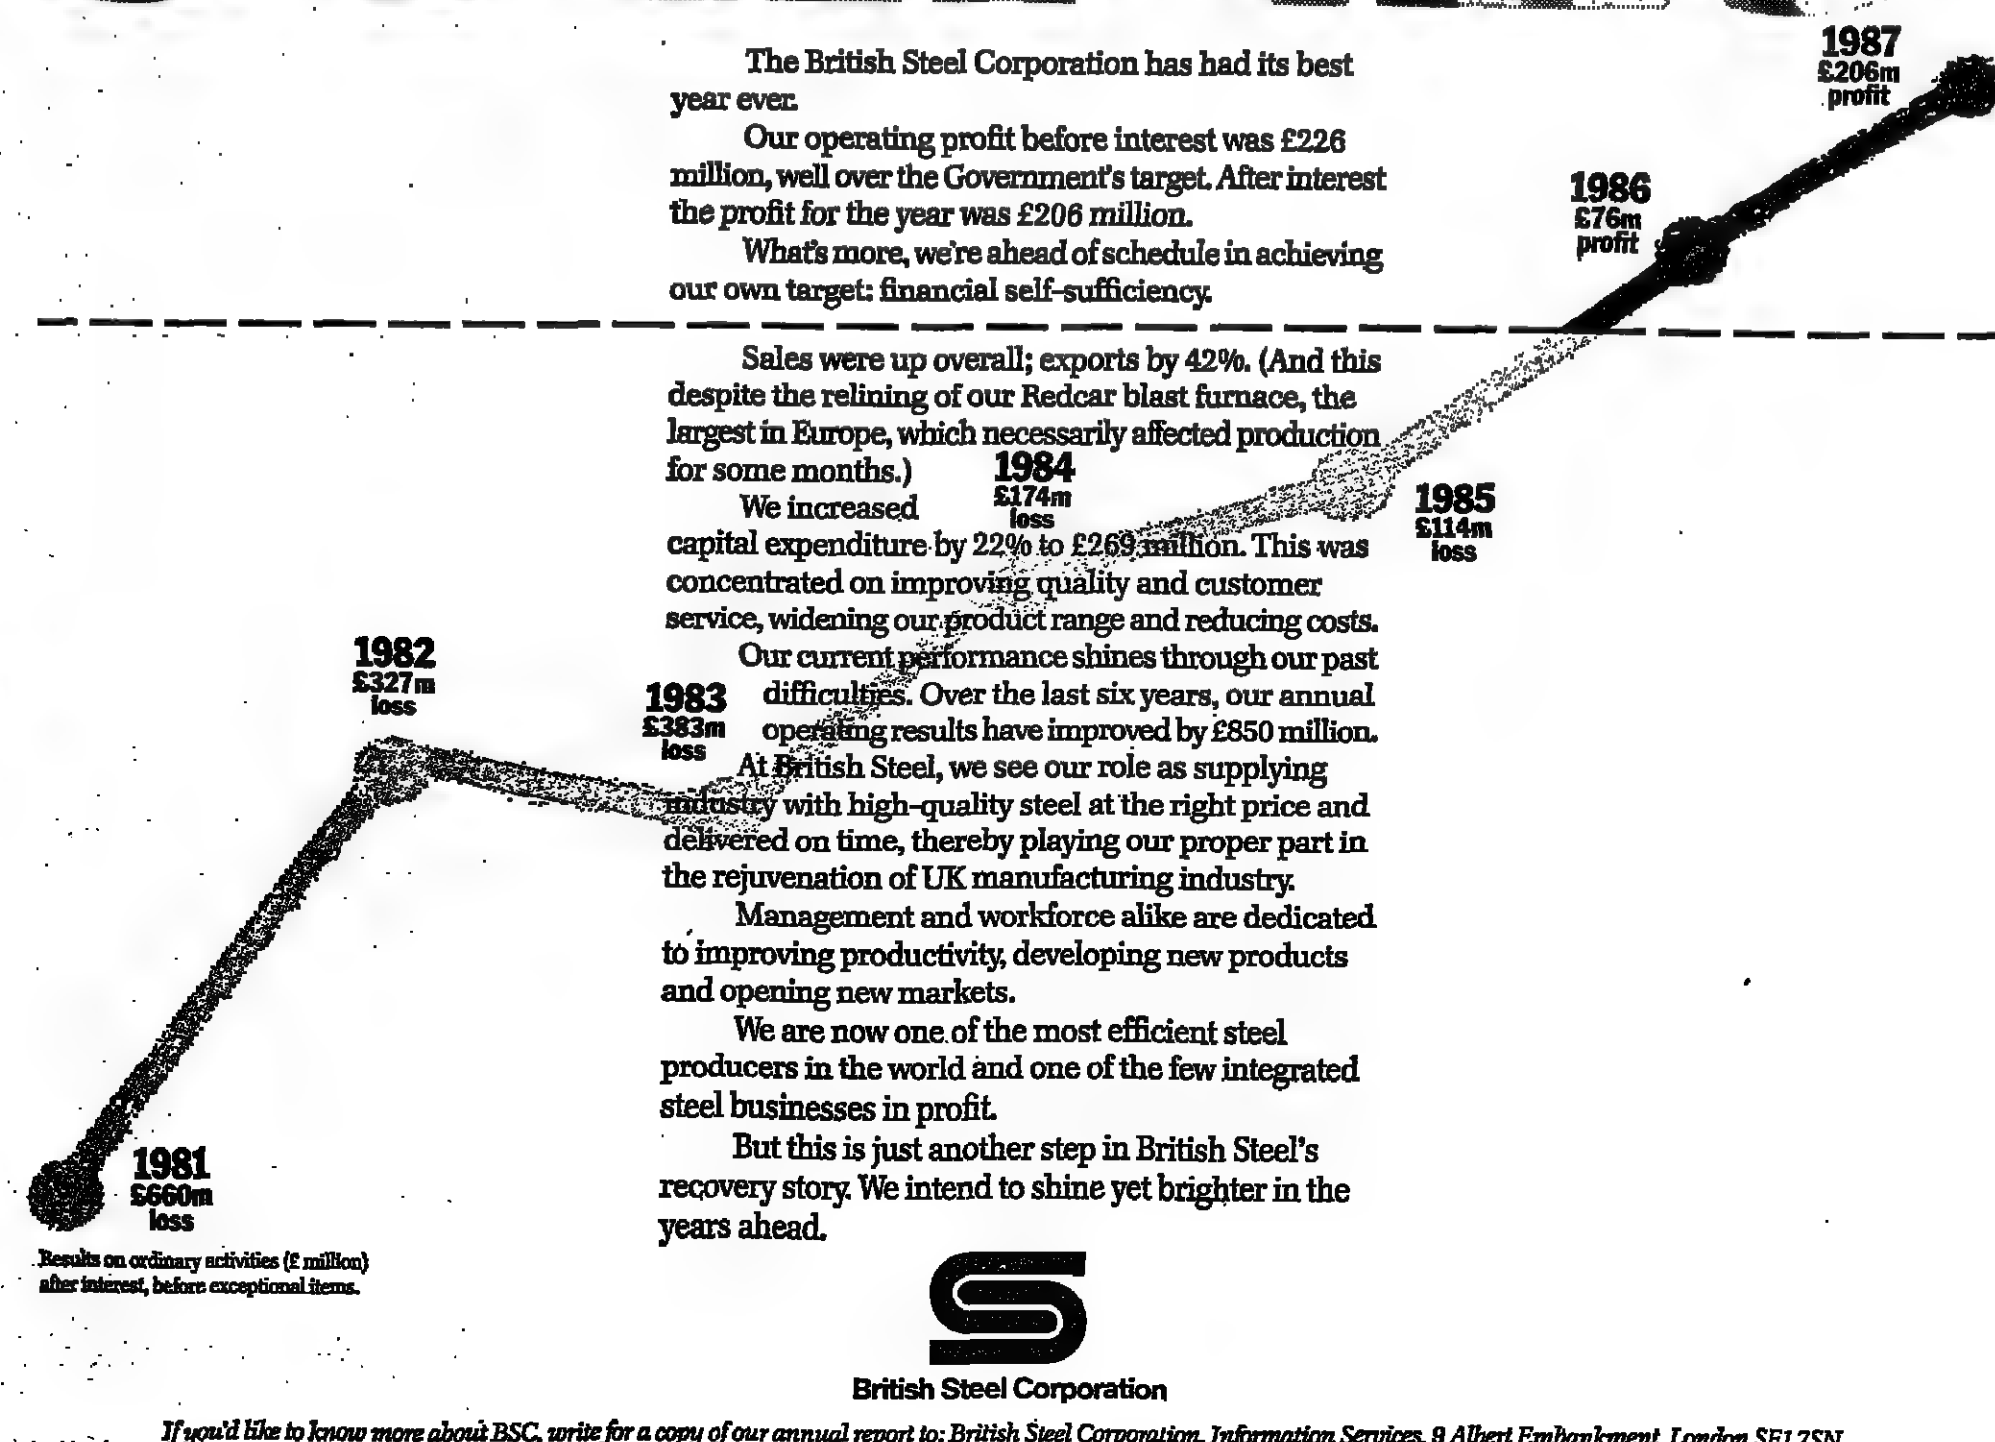 The British Steel Corporation has had its best
year ever.
Our operating profit before interest was £226
million, well over the Government's target. After interest
the profit for the year was £206 million.
What's more, we're ahead of schedule in achieving
our own target: financial self-sufficiency.
1987
£206m
profit
1986
£76m
profit
Sales were up overall; exports by 42%. (And this
despite the relining of our Redcar blast furnace, the
largest in Europe, which necessarily affected production
for some months.)
We increased
capital expenditure by 22% to £269 million. This was
concentrated on improving quality and customer
service, widening our product range and reducing costs.
Our current performance shines through our past
difficulties. Over the last six years, our annual
operating results have improved by £850 million.
At British Steel, we see our role as supplying
industry with high-quality steel at the right price and
delivered on time, thereby playing our proper part in
the rejuvenation of UK manufacturing industry.
Management and workforce alike are dedicated
to improving productivity, developing new products
and opening new markets.
We are now one of the most efficient steel
producers in the world and one of the few integrated
steel businesses in profit.
But this is just another step in British Steel's
recovery story. We intend to shine yet brighter in the
years ahead.
1984
£174m
loss
1985
£114m
loss
1982
£327m
loss
1983
£383m
loss
1981
£660m
loss
Results on ordinary activities (£ million)
after interest, before exceptional items.
British Steel Corporation
If you'd like to know more about BSC, write for a copy of our annual report to: British Steel Corporation, Information Services, 9 Albert Embankment, London SE1 7SN